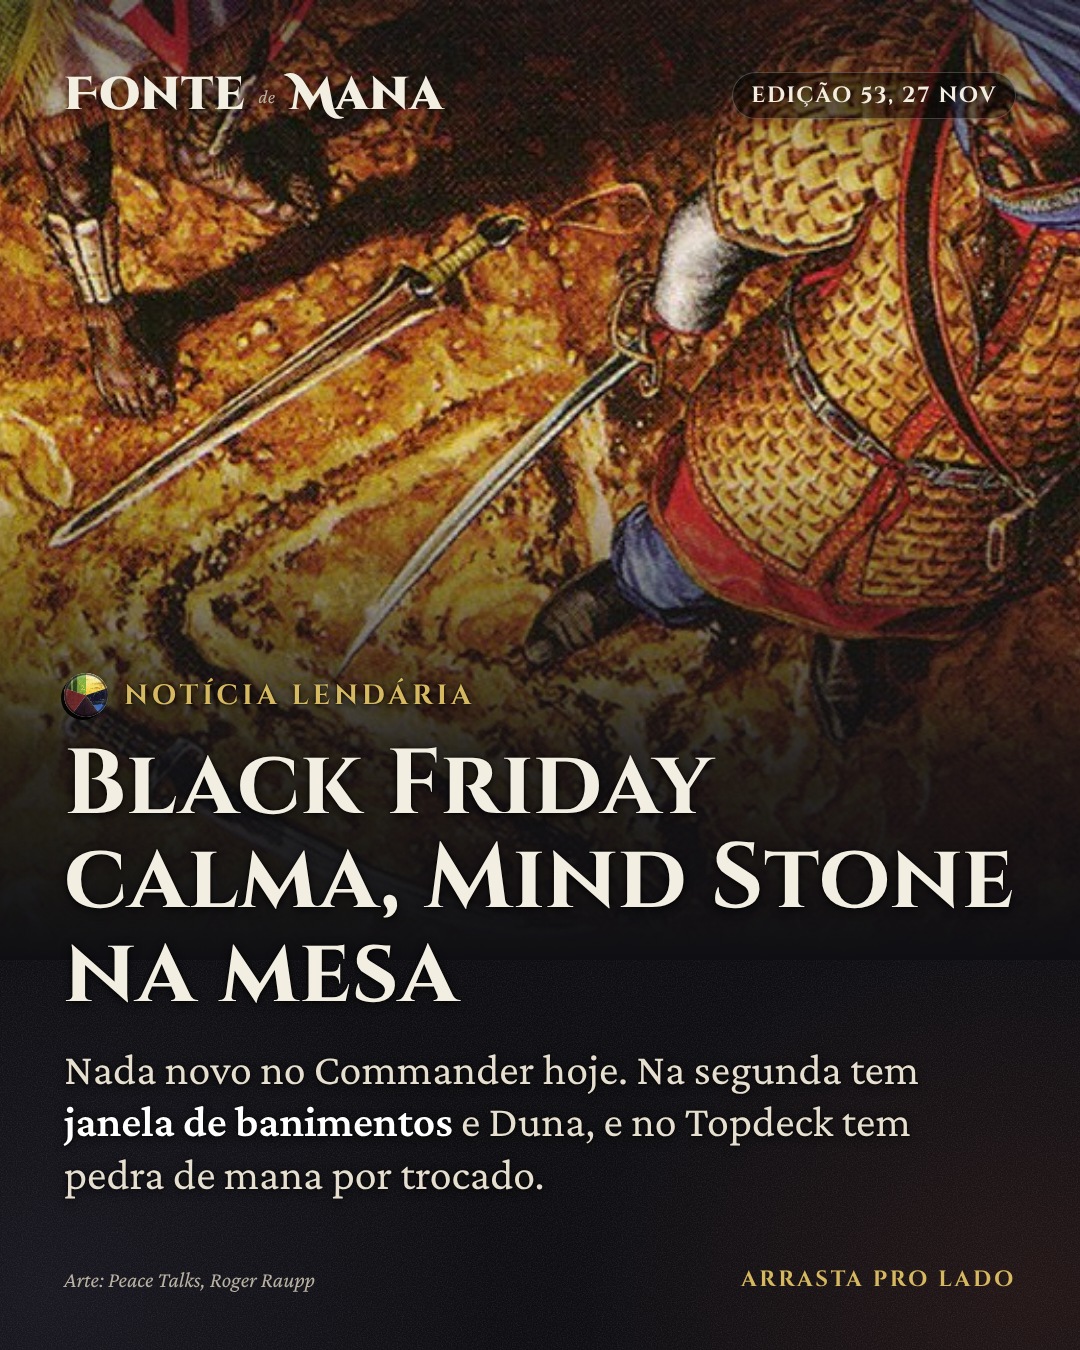 Fonte de Mana
EDIÇÃO 53, 27 NOV
NOTÍCIA LENDÁRIA
Black Friday
calma, Mind Stone
na mesa
Nada novo no Commander hoje. Na segunda tem
janela de banimentos e Duna, e no Topdeck tem
pedra de mana por trocado.
Arte: Peace Talks, Roger Raupp
ARRASTA PRO LADO